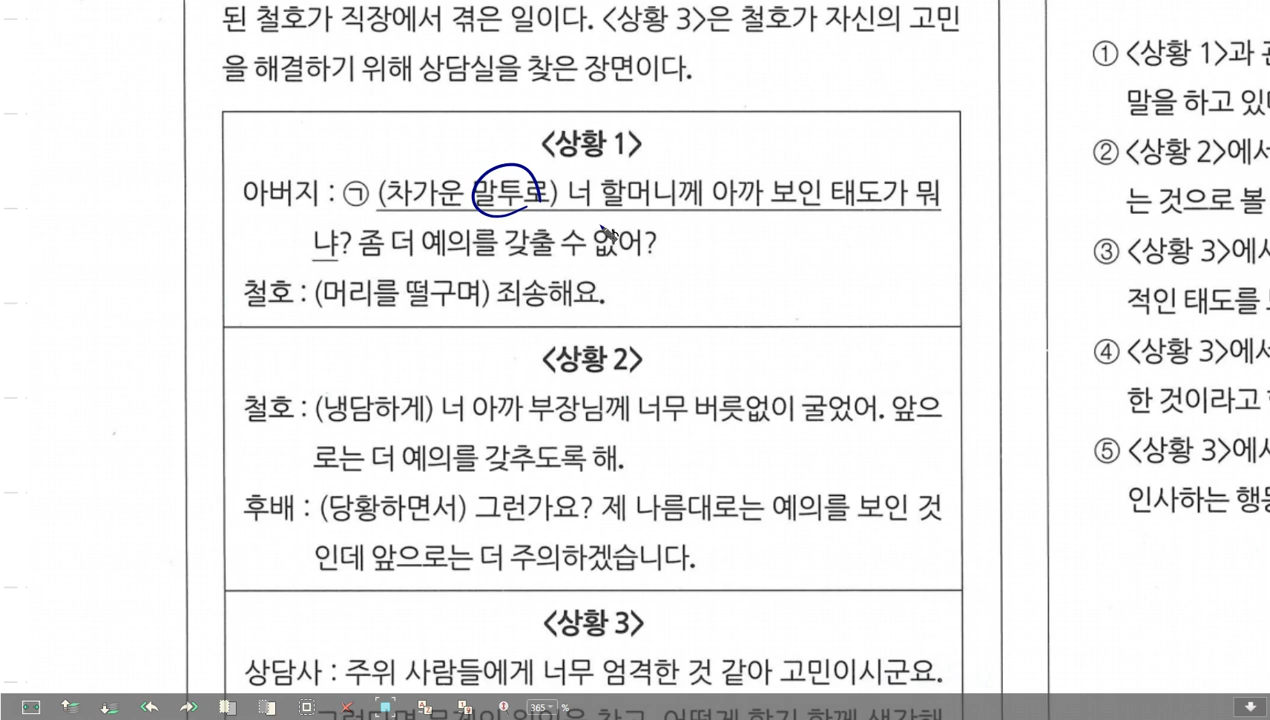 된 철호가 직장에서 겪은 일이다. <상황 3>은 철호가 자신의 고민
을 해결하기 위해 상담실을 찾은 장면이다.
<상황 1>
아버지 : ㉠ (차가운 말투로) 너 할머니께 아까 보인 태도가 뭐
냐? 좀 더 예의를 갖출 수 없어?
철호 : (머리를 떨구며) 죄송해요.
<상황 2>
철호 : (냉담하게) 너 아까 부장님께 너무 버릇없이 굴었어. 앞으
로는 더 예의를 갖추도록 해.
후배 : (당황하면서) 그런가요? 제 나름대로는 예의를 보인 것
인데 앞으로는 더 주의하겠습니다.
<상황 3>
상담사 : 주위 사람들에게 너무 엄격한 것 같아 고민이시군요.
① <상황 1>과
말을 하고
② <상황 2>에서
는 것으로 볼
③ <상황 3>에서
적인 태도를
④ <상황 3>에서
한 것이라고
⑤ <상황 3>에서
인사하는
365 %